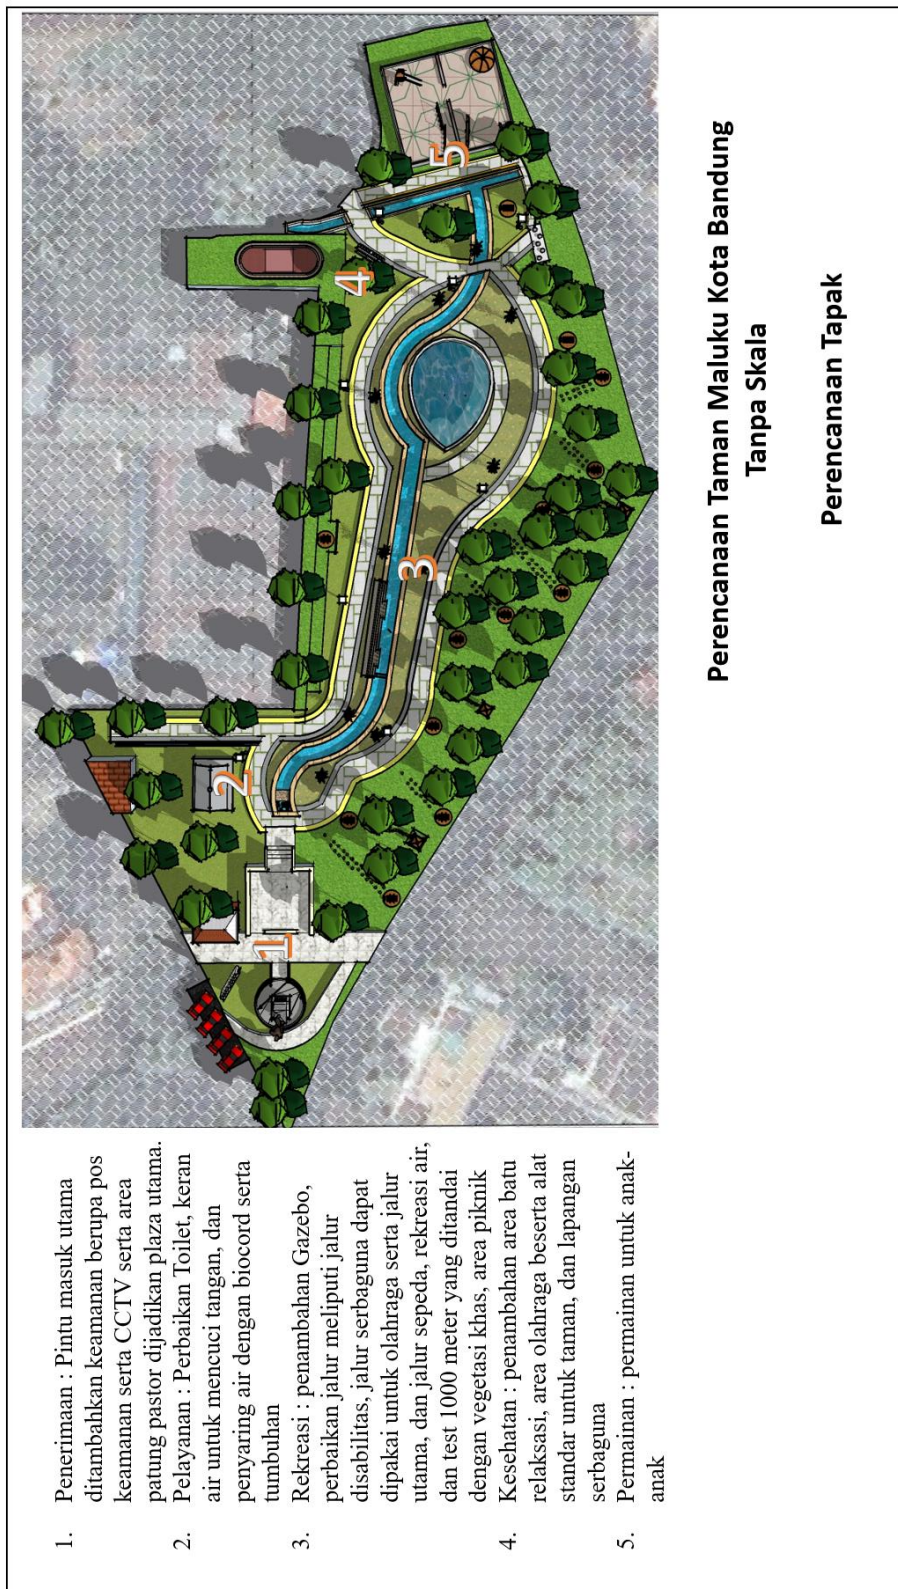 1. Penerimaan : Pintu masuk utama
ditambahkan keamanan berupa pos
keamanan serta CCTV serta area
patung pastor dijadikan plaza utama.
2. Pelayanan : Perbaikan Toilet, keran
air untuk mencuci tangan, dan
penyaring air dengan biocord serta
tumbuhan
3. Rekreasi : penambahan Gazebo,
perbaikan jalur meliputi jalur
disabilitas, jalur serbaguna dapat
dipakai untuk olahraga serta jalur
utama, dan jalur sepeda, rekreasi air,
dan test 1000 meter yang ditandai
dengan vegetasi khas, area piknik
4. Kesehatan : penambahan area batu
relaksasi, area olahraga beserta alat
standar untuk taman, dan lapangan
serbaguna
5. Permainan : permainan untuk anak-
anak
1
2
3
4
5
Perencanaan Taman Maluku Kota Bandung
Tanpa Skala
Perencanaan Tapak